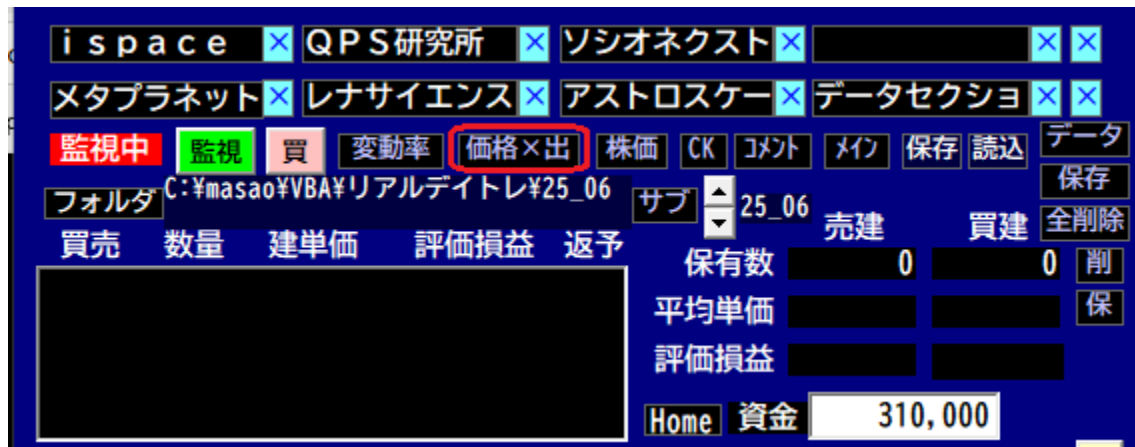 ｉｓｐａｃｅ × ＱＰＳ研究所 × ソシオネクスト × × ×
メタプラネット × レナサイエンス × アストロスケー × データセクショ × ×
監視中 監視 買 変動率 価格×出 株価 CK コメント メイン 保存 読込 データ
保存
フォルダ C:¥masao¥VBA¥リアルデイトレ¥25_06 サブ 25_06 売建 買建 全削除
買売 数量 建単価 評価損益 返予
保有数 0 0 削
平均単価 保
評価損益
Home 資金 310,000